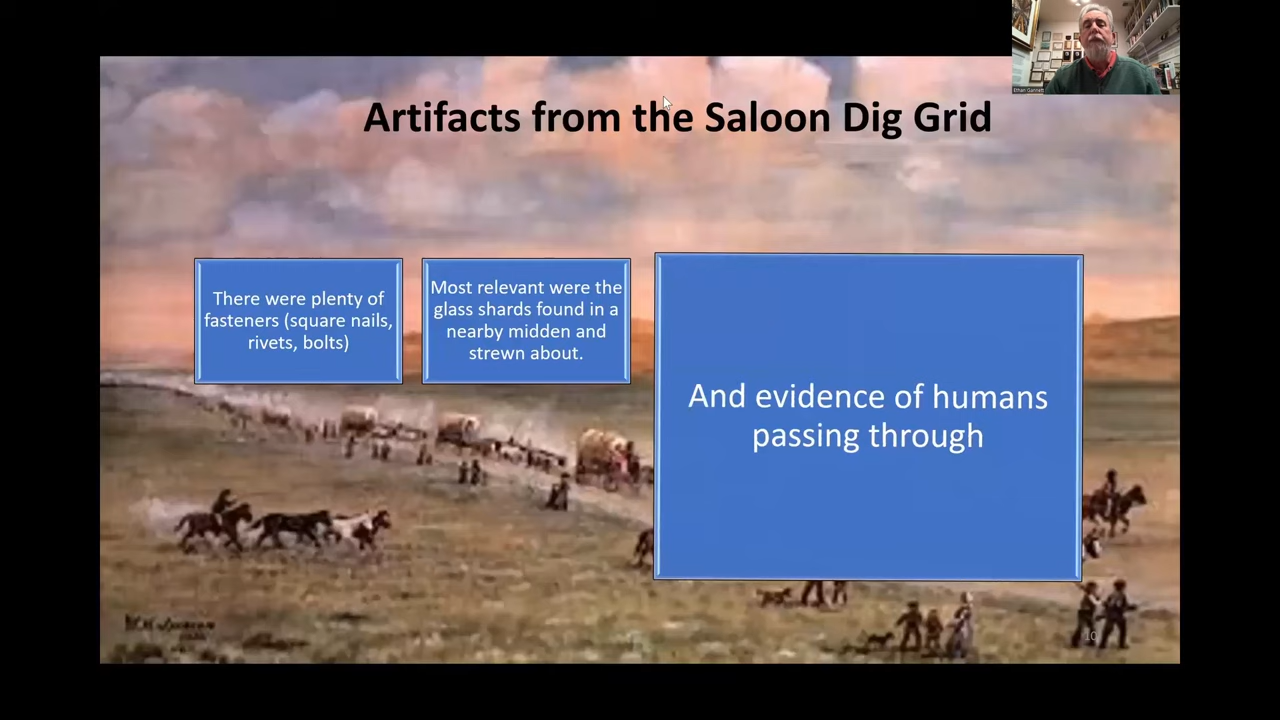 Artifacts from the Saloon Dig Grid
There were plenty of
fasteners (square nails,
rivets, bolts)
Most relevant were the
glass shards found in a
nearby midden and
strewn about.
And evidence of humans
passing through
10